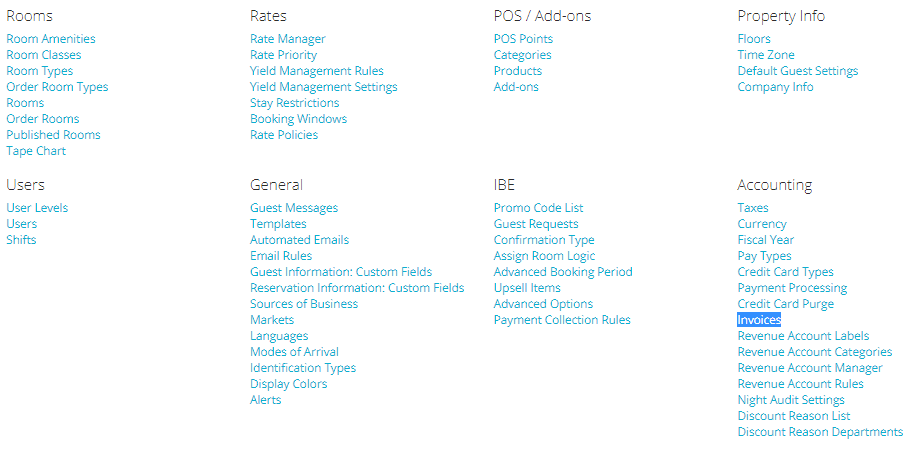 Rooms
Room Amenities
Room Classes
Room Types
Order Room Types
Rooms
Order Rooms
Published Rooms
Tape Chart
Rates
Rate Manager
Rate Priority
Yield Management Rules
Yield Management Settings
Stay Restrictions
Booking Windows
Rate Policies
POS / Add-ons
POS Points
Categories
Products
Add-ons
Property Info
Floors
Time Zone
Default Guest Settings
Company Info
Users
User Levels
Users
Shifts
General
Guest Messages
Templates
Automated Emails
Email Rules
Guest Information: Custom Fields
Reservation Information: Custom Fields
Sources of Business
Markets
Languages
Modes of Arrival
Identification Types
Display Colors
Alerts
IBE
Promo Code List
Guest Requests
Confirmation Type
Assign Room Logic
Advanced Booking Period
Upsell Items
Advanced Options
Payment Collection Rules
Accounting
Taxes
Currency
Fiscal Year
Pay Types
Credit Card Types
Payment Processing
Credit Card Purge
Invoices
Revenue Account Labels
Revenue Account Categories
Revenue Account Manager
Revenue Account Rules
Night Audit Settings
Discount Reason List
Discount Reason Departments